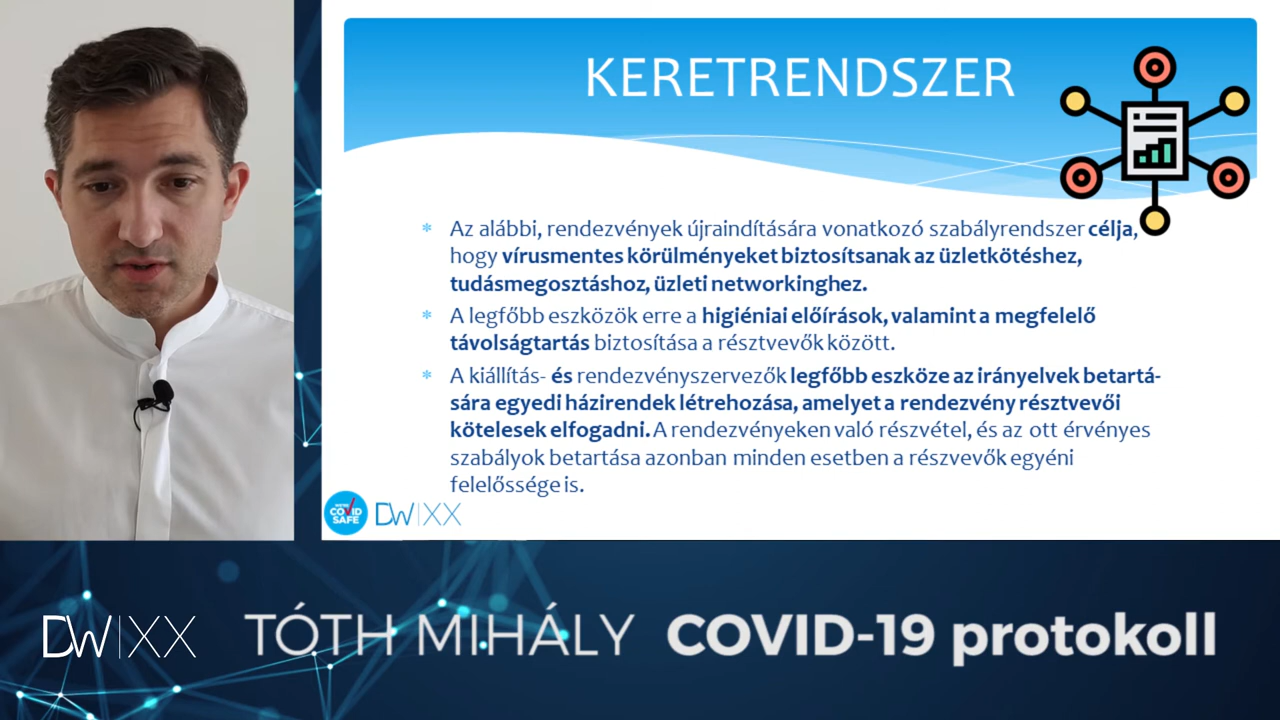 KERETRENDSZER
* Az alábbi, rendezvények újraindítására vonatkozó szabályrendszer célja,
hogy vírusmentes körülményeket biztosítsanak az üzletkötéshez,
tudásmegosztáshoz, üzleti networkinghez.
* A legfőbb eszközök erre a higiéniai előírások, valamint a megfelelő
távolságtartás biztosítása a résztvevők között.
* A kiállítás- és rendezvényszervezők legfőbb eszköze az irányelvek betartá-
sára egyedi házirendek létrehozása, amelyet a rendezvény résztvevői
kötelesek elfogadni. A rendezvényeken való részvétel, és az ott érvényes
szabályok betartása azonban minden esetben a részvevők egyéni
felelőssége is.
COVID
SAFE
DW|XX
DW|XX TÓTH MIHÁLY COVID-19 protokoll